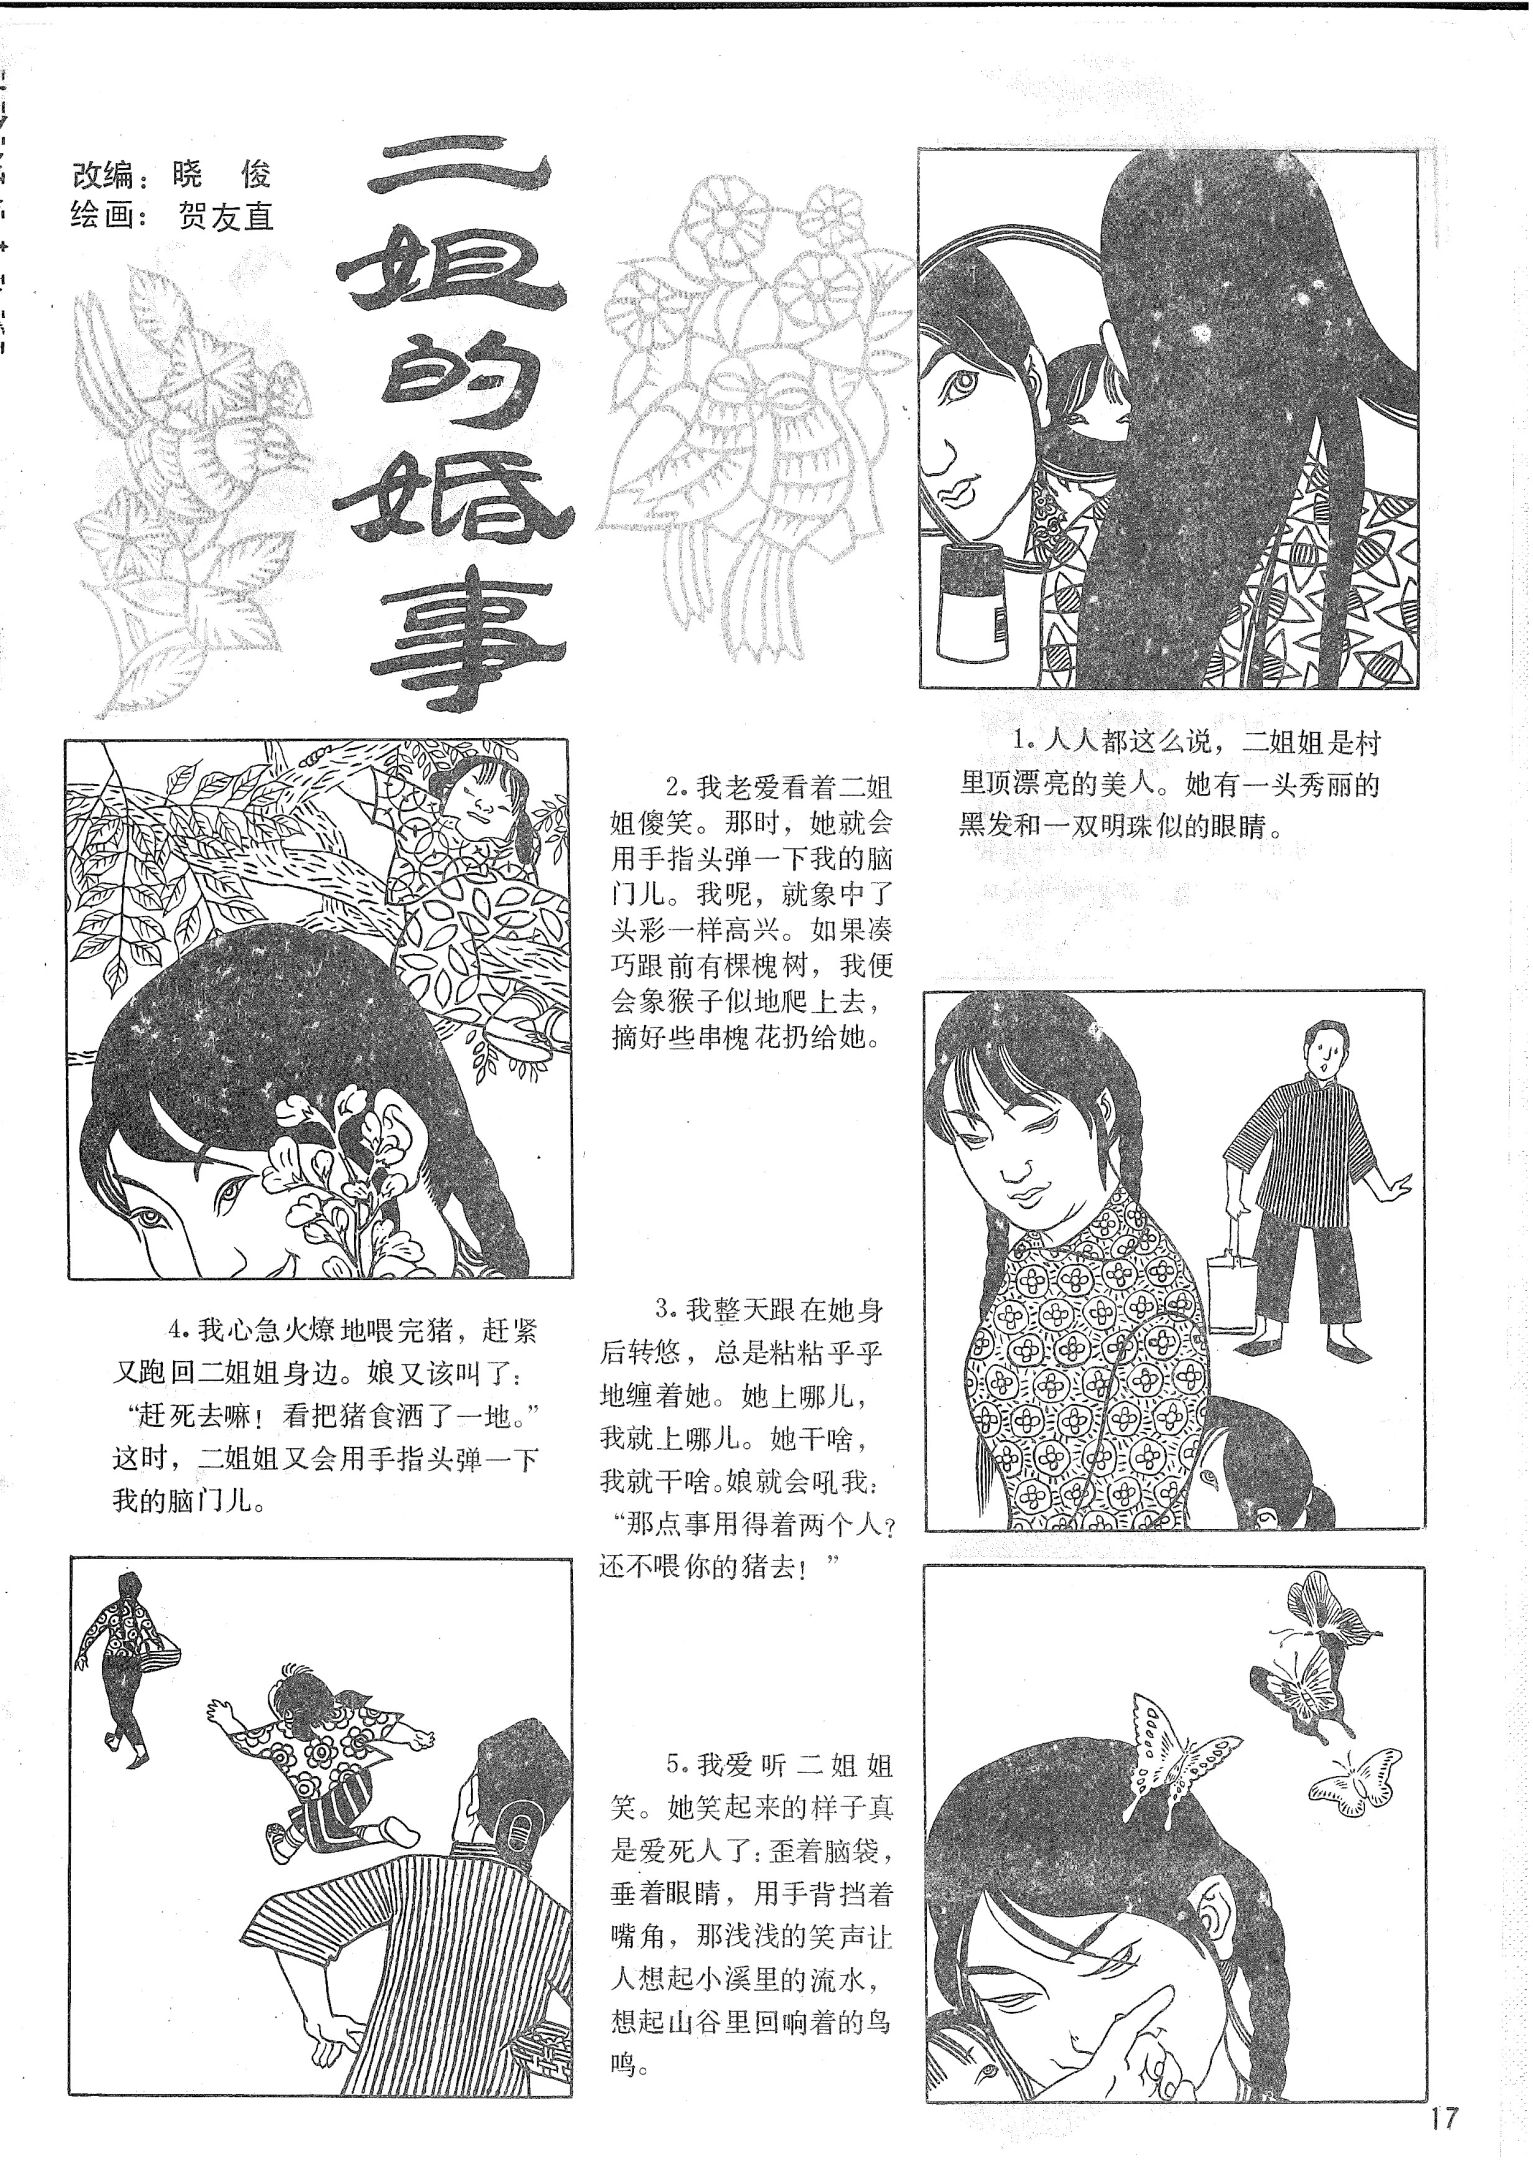 二姐的婚事
改编：晓 俊
绘画：贺友直
1。人人都这么说，二姐姐是村
里顶漂亮的美人。她有一头秀丽的
黑发和一双明珠似的眼睛。
2。我老爱看着二姐
姐傻笑。那时，她就会
用手指头弹一下我的脑
门儿。我呢，就象中了
头彩一样高兴。如果凑
巧跟前有棵槐树，我便
会象猴子似地爬上去，
摘好些串槐花扔给她。
3。我整天跟在她身
后转悠，总是粘粘乎乎
地缠着她。她上哪儿，
我就上哪儿。她干啥，
我就干啥。娘就会吼我：
“那点事用得着两个人？
还不喂你的猪去！”
4。我心急火燎地喂完猪，赶紧
又跑回二姐姐身边。娘又该叫了：
“赶死去嘛！看把猪食洒了一地。”
这时，二姐姐又会用手指头弹一下
我的脑门儿。
5。我爱听二姐姐
笑。她笑起来的样子真
是爱死人了：歪着脑袋，
垂着眼睛，用手背挡着
嘴角，那浅浅的笑声让
人想起小溪里的流水，
想起山谷里回响着的鸟
鸣。
17